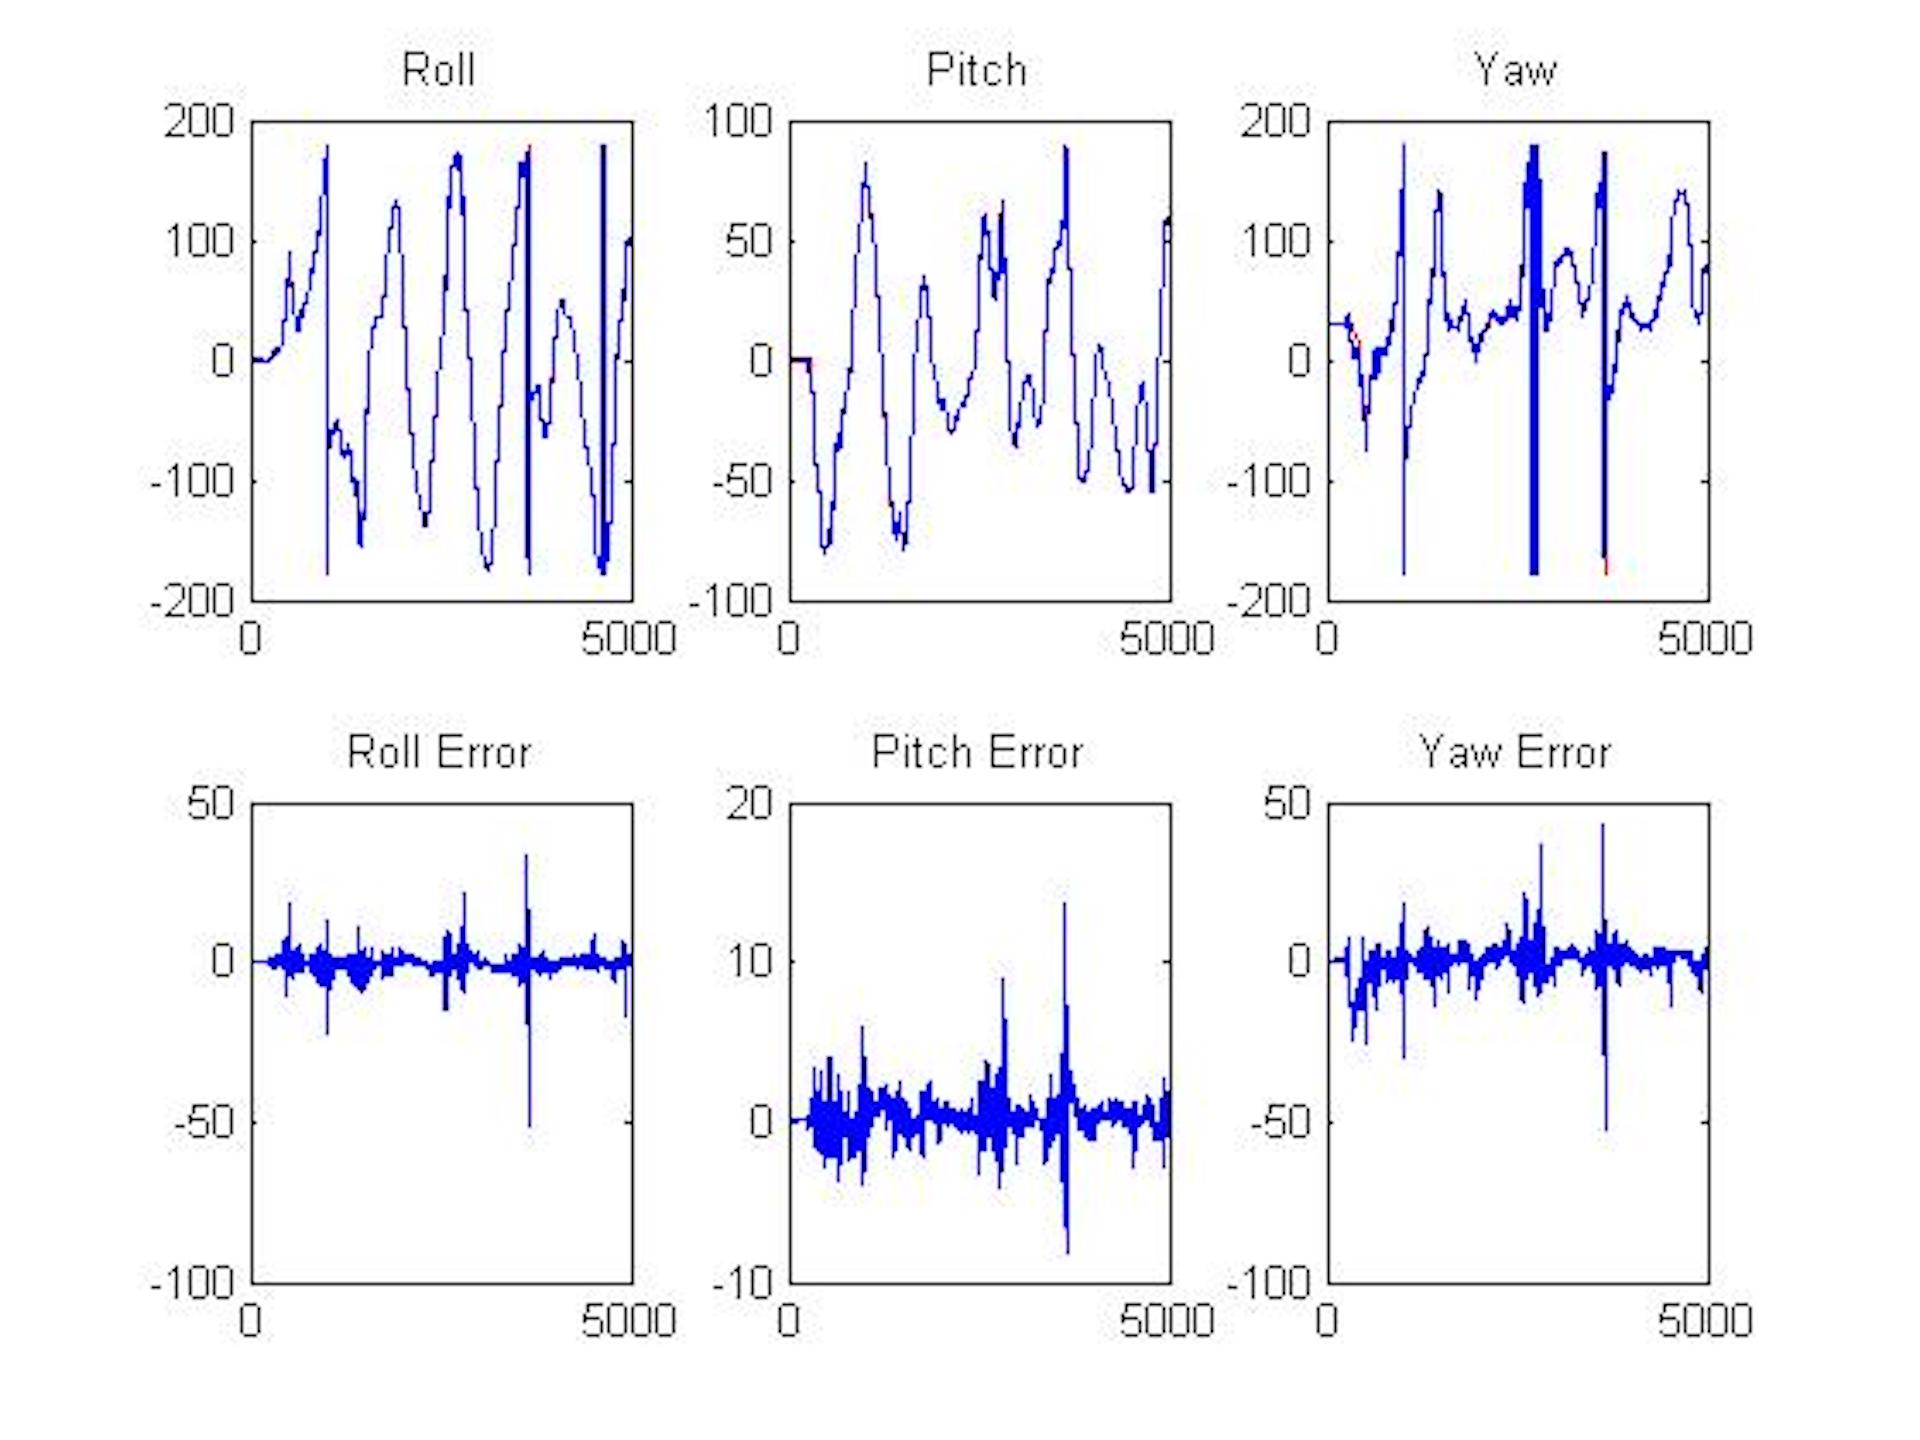 Roll Pitch Yaw
200 100 200
100 50 100
0 0 0
-100 -50 -100
-200 -100 -200
0 5000 0 5000 0 5000
Roll Error Pitch Error Yaw Error
50 20 50
0 10 0
-50 0 -50
-100 -10 -100
0 5000 0 5000 0 5000